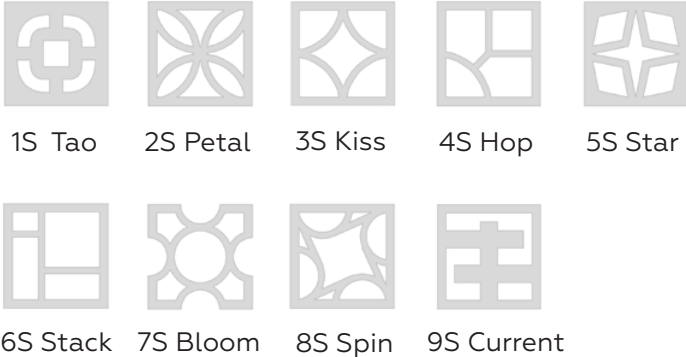 1S Tao
2S Petal
3S Kiss
4S Hop
5S Star
6S Stack
7S Bloom
8S Spin
9S Current